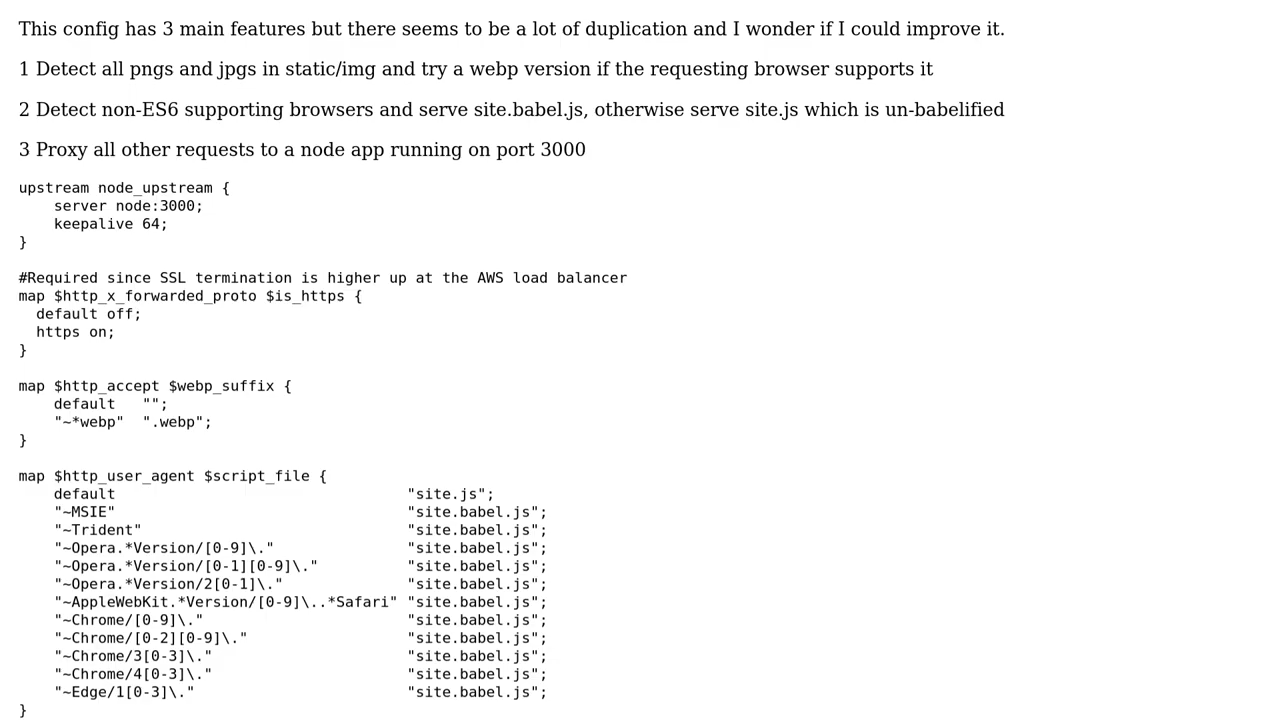 This config has 3 main features but there seems to be a lot of duplication and I wonder if I could improve it.
1 Detect all pngs and jpgs in static/img and try a webp version if the requesting browser supports it
2 Detect non-ES6 supporting browsers and serve site.babel.js, otherwise serve site.js which is un-babelified
3 Proxy all other requests to a node app running on port 3000
upstream node_upstream {
    server node:3000;
    keepalive 64;
}
#Required since SSL termination is higher up at the AWS load balancer
map $http_x_forwarded_proto $is_https {
  default off;
  https on;
}
map $http_accept $webp_suffix {
    default   "";
    "~*webp"  ".webp";
}
map $http_user_agent $script_file {
    default                                 "site.js";
    "~MSIE"                                 "site.babel.js";
    "~Trident"                              "site.babel.js";
    "~Opera.*Version/[0-9]\."               "site.babel.js";
    "~Opera.*Version/[0-1][0-9]\."          "site.babel.js";
    "~Opera.*Version/2[0-1]\."              "site.babel.js";
    "~AppleWebKit.*Version/[0-9]\..*Safari" "site.babel.js";
    "~Chrome/[0-9]\."                       "site.babel.js";
    "~Chrome/[0-2][0-9]\."                  "site.babel.js";
    "~Chrome/3[0-3]\."                      "site.babel.js";
    "~Chrome/4[0-3]\."                      "site.babel.js";
    "~Edge/1[0-3]\."                        "site.babel.js";
}